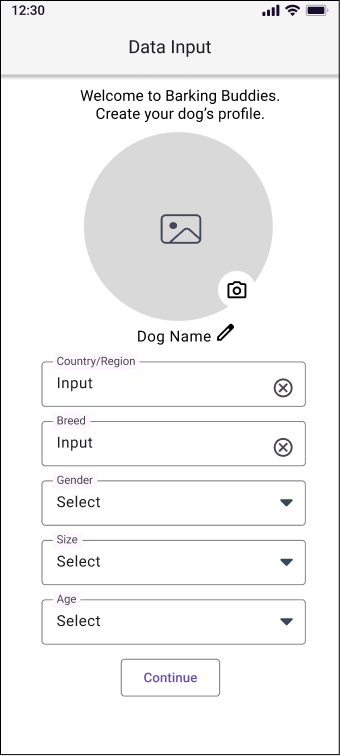 12:30
Data Input
Welcome to Barking Buddies.
Create your dog's profile.
Dog Name
Country/Region
Input
Breed
Input
Gender
Select
Size
Select
Age
Select
Continue